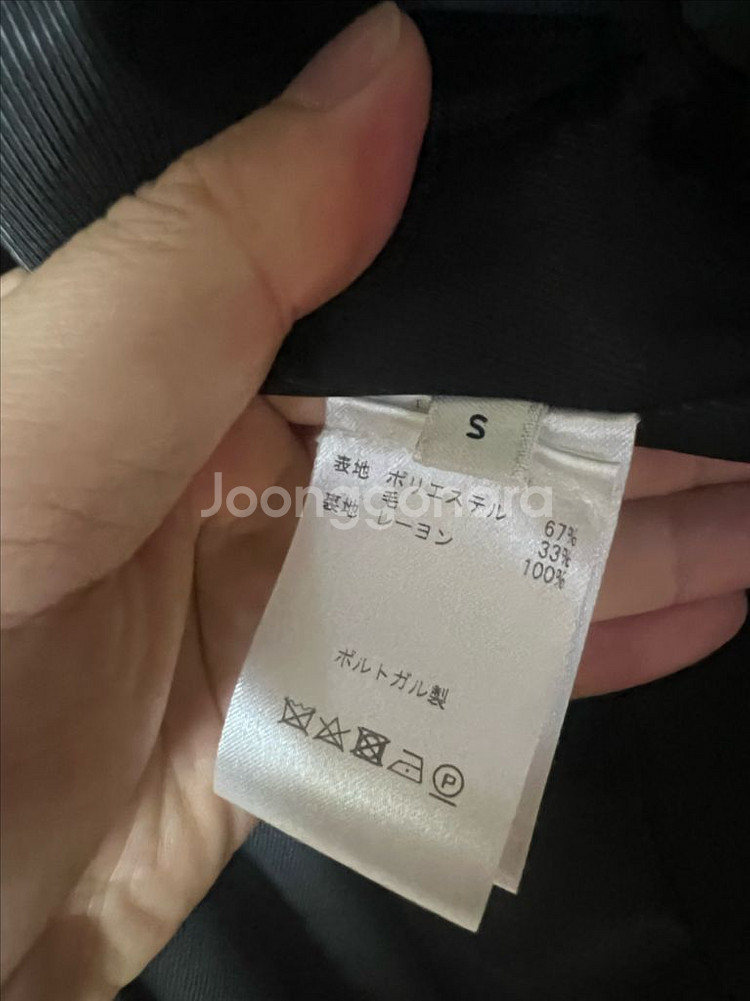 S
表地 ポリエステル 67%
毛 33%
裏地 レーヨン 100%
Joonggonara
ポルトガル製
P